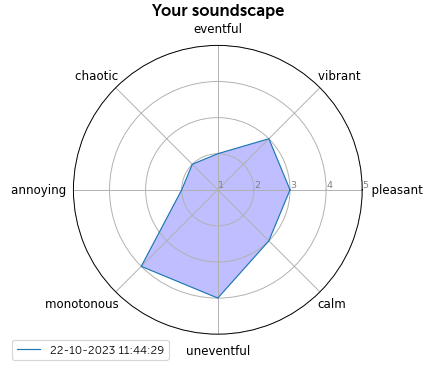 Your soundscape
eventful
chaotic
vibrant
annoying
1
2
3
4
5
pleasant
monotonous
calm
uneventful
22-10-2023 11:44:29